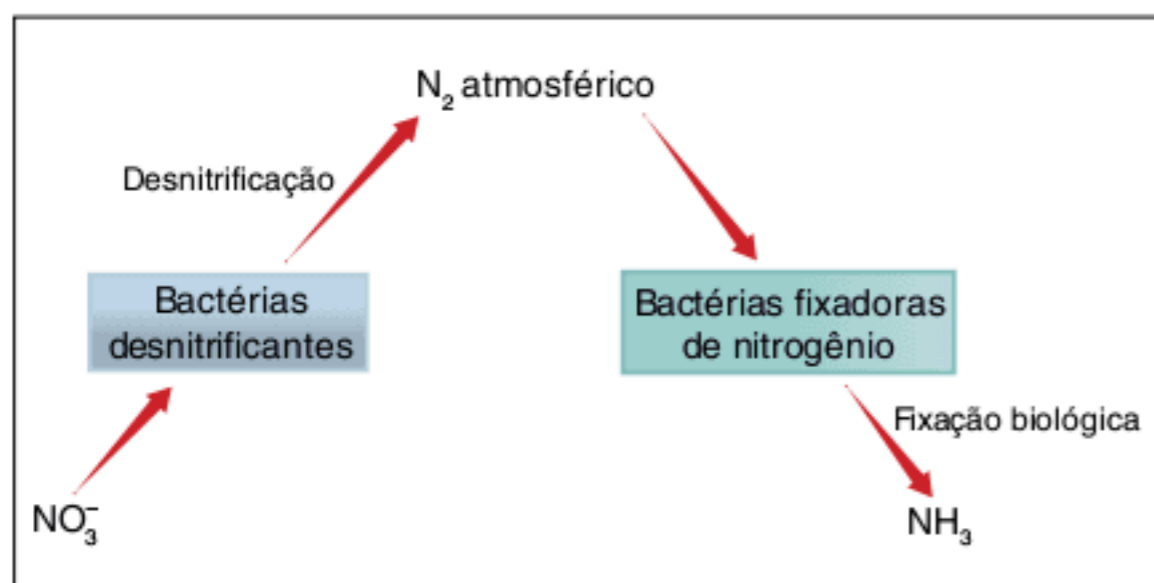 N₂ atmosférico
Desnitrificação
Bactérias
desnitrificantes
Bactérias fixadoras
de nitrogênio
Fixação biológica
NO₃⁻
NH₃